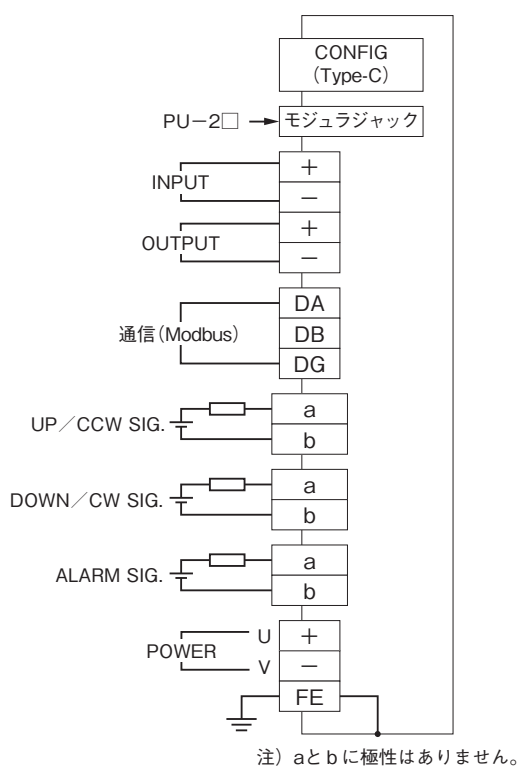 CONFIG
(Type-C)
PU−2□
モジュラジャック
INPUT
+
−
OUTPUT
+
−
通信(Modbus)
DA
DB
DG
UP／CCW SIG.
a
b
DOWN／CW SIG.
a
b
ALARM SIG.
a
b
POWER
U
+
V
−
FE
注）aとbに極性はありません。